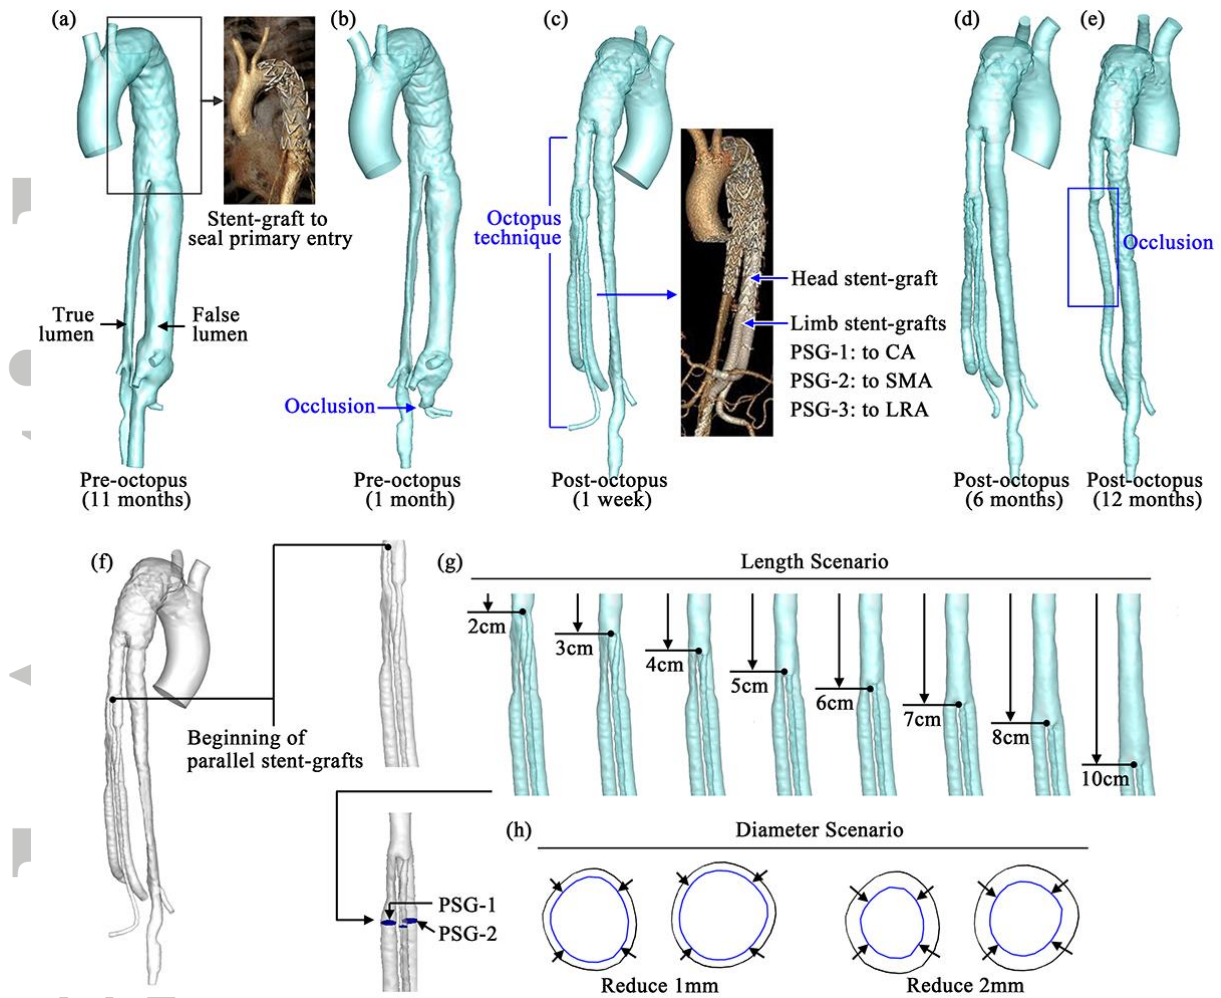 (a)
(b)
(c)
(d)
(e)
Stent-graft to
seal primary entry
True
lumen
False
lumen
Occlusion
Octopus
technique
Head stent-graft
Limb stent-grafts
PSG-1: to CA
PSG-2: to SMA
PSG-3: to LRA
Occlusion
Pre-octopus
(11 months)
Pre-octopus
(1 month)
Post-octopus
(1 week)
Post-octopus
(6 months)
Post-octopus
(12 months)
(f)
Beginning of
parallel stent-grafts
PSG-1
PSG-2
(g)
Length Scenario
2cm
3cm
4cm
5cm
6cm
7cm
8cm
10cm
(h)
Diameter Scenario
Reduce 1mm
Reduce 2mm